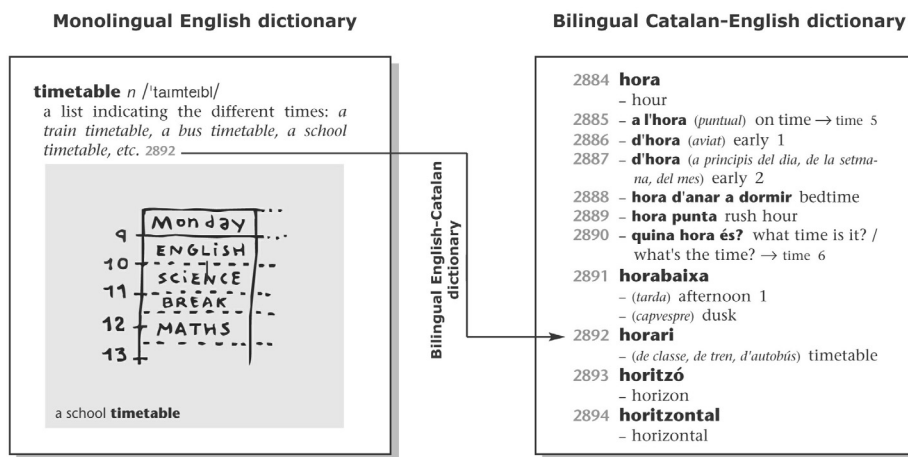 Monolingual English dictionary
timetable n /'taɪmteɪbl/
a list indicating the different times: a
train timetable, a bus timetable, a school
timetable, etc. 2892
Monday
9
ENGLISH
10
SCIENCE
11
BREAK
12 MATHS
13
a school timetable
Bilingual English-Catalan
dictionary
Bilingual Catalan-English dictionary
2884 hora
– hour
2885 – a l'hora (puntual) on time → time 5
2886 – d'hora (aviat) early 1
2887 – d'hora (a principis del dia, de la setma-
na, del mes) early 2
2888 – hora d'anar a dormir bedtime
2889 – hora punta rush hour
2890 – quina hora és? what time is it? /
what's the time? → time 6
2891 horabaixa
– (tarda) afternoon 1
– (capvespre) dusk
2892 horari
– (de classe, de tren, d'autobús) timetable
2893 horitzó
– horizon
2894 horitzontal
– horizontal